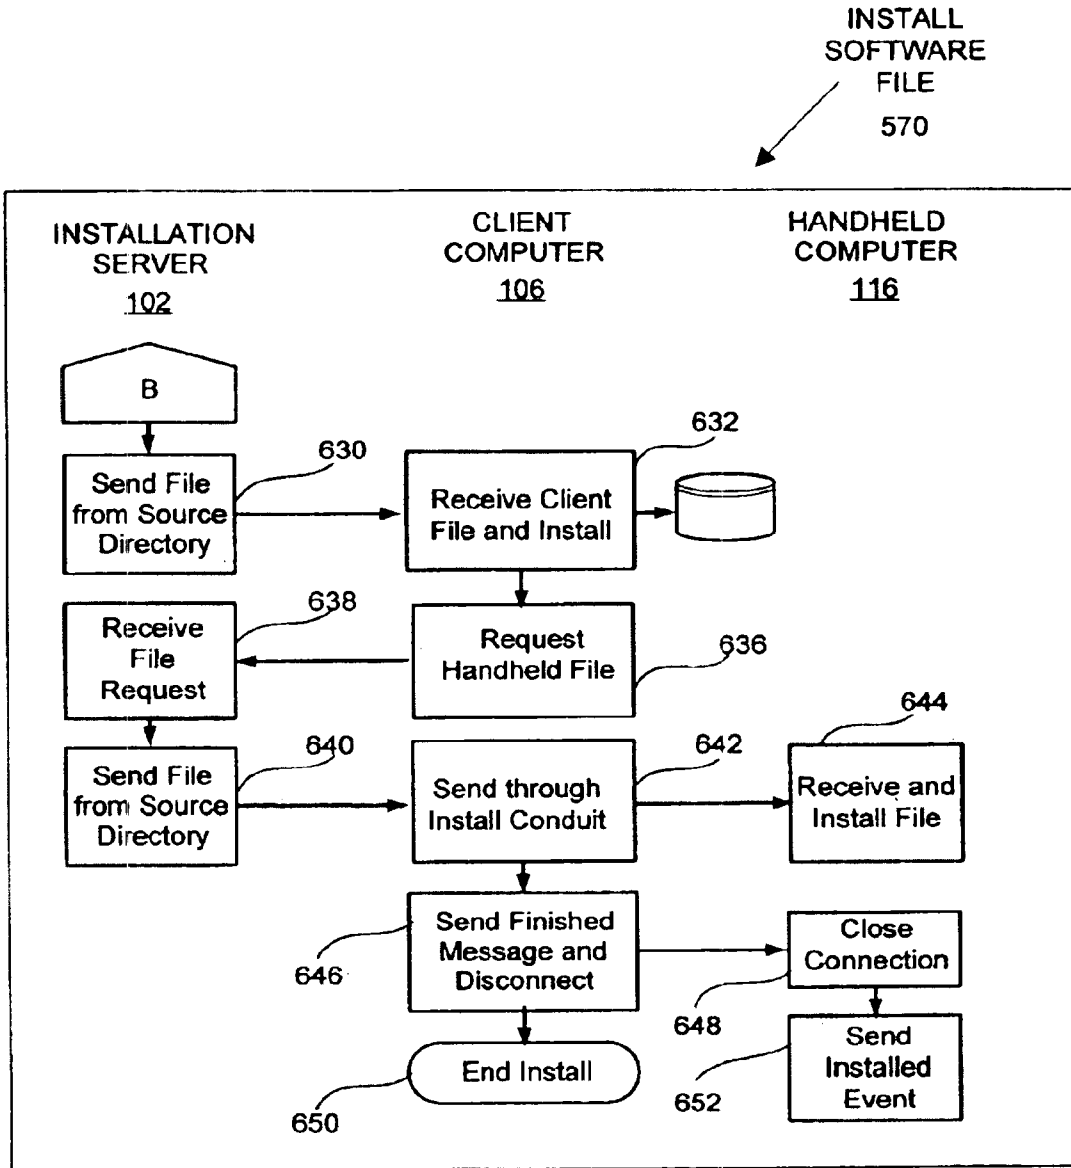 INSTALL
SOFTWARE
FILE
570
INSTALLATION
SERVER
102
CLIENT
COMPUTER
106
HANDHELD
COMPUTER
116
B
Send File
from Source
Directory
630
Receive Client
File and Install
632
Receive
File
Request
638
Request
Handheld File
636
Send File
from Source
Directory
640
Send through
Install Conduit
642
Receive and
Install File
644
Send Finished
Message and
Disconnect
646
Close
Connection
648
End Install
650
Send
Installed
Event
652